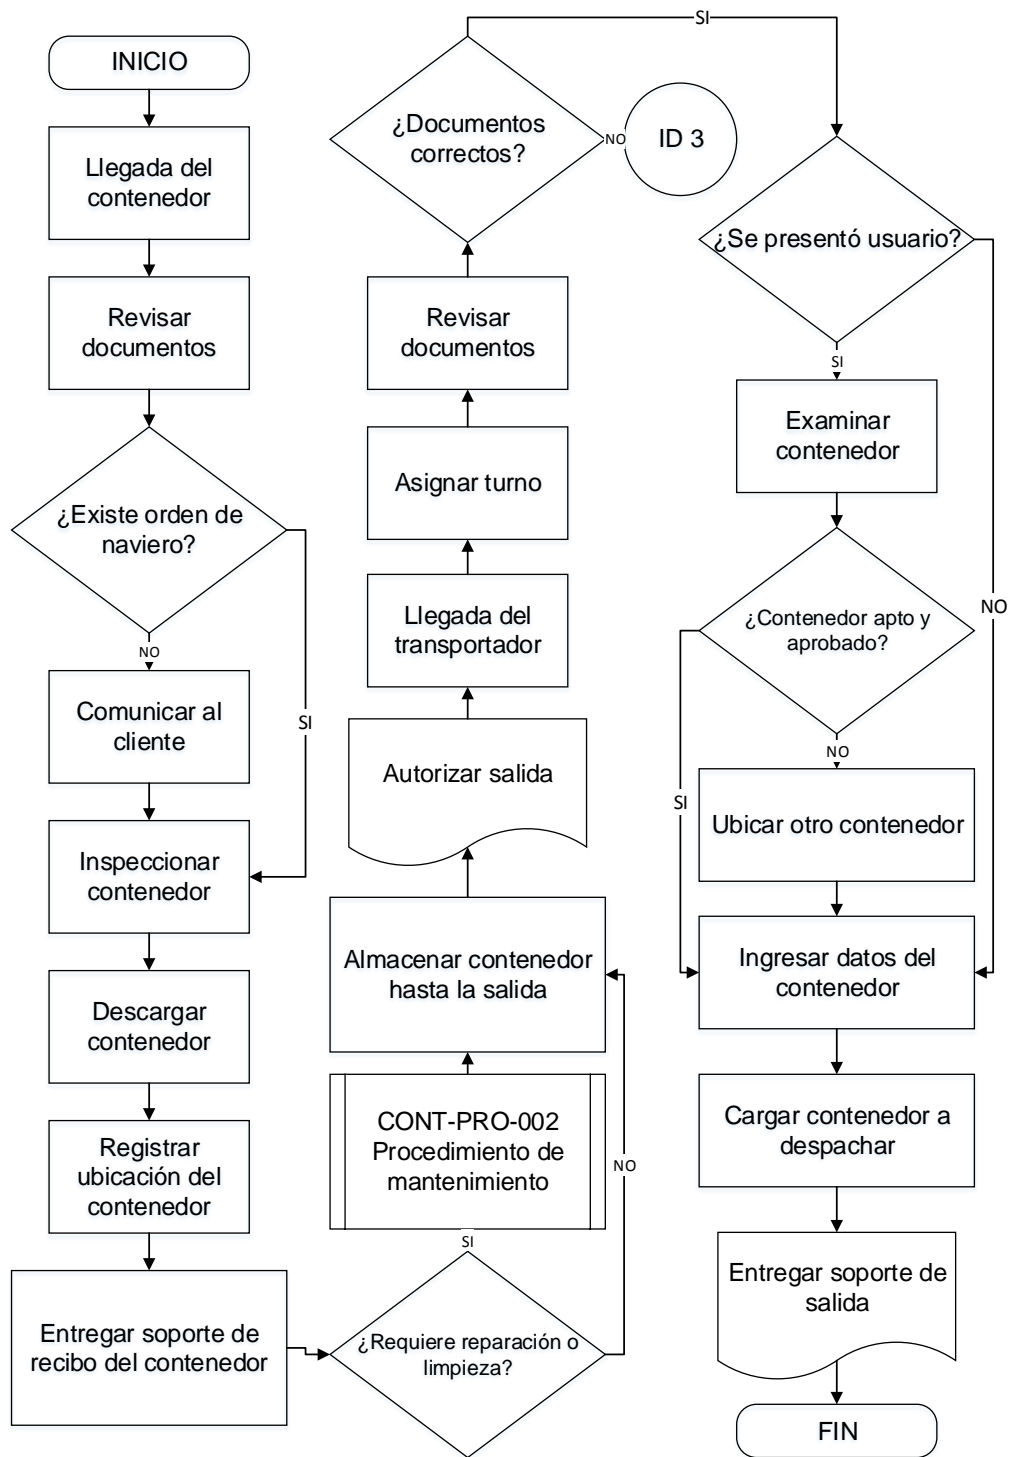 INICIO
Llegada del
contenedor
Revisar
documentos
¿Existe orden de
naviero?
NO
SI
Comunicar al
cliente
Inspeccionar
contenedor
Descargar
contenedor
Registrar
ubicación del
contenedor
Entregar soporte de
recibo del contenedor
¿Requiere reparación o
limpieza?
SI
NO
CONT-PRO-002
Procedimiento de
mantenimiento
Almacenar contenedor
hasta la salida
Autorizar salida
Llegada del
transportador
Asignar turno
Revisar
documentos
¿Documentos
correctos?
NO
ID 3
SI
¿Se presentó usuario?
SI
NO
Examinar
contenedor
¿Contenedor apto y
aprobado?
NO
SI
Ubicar otro contenedor
Ingresar datos del
contenedor
Cargar contenedor a
despachar
Entregar soporte de
salida
FIN